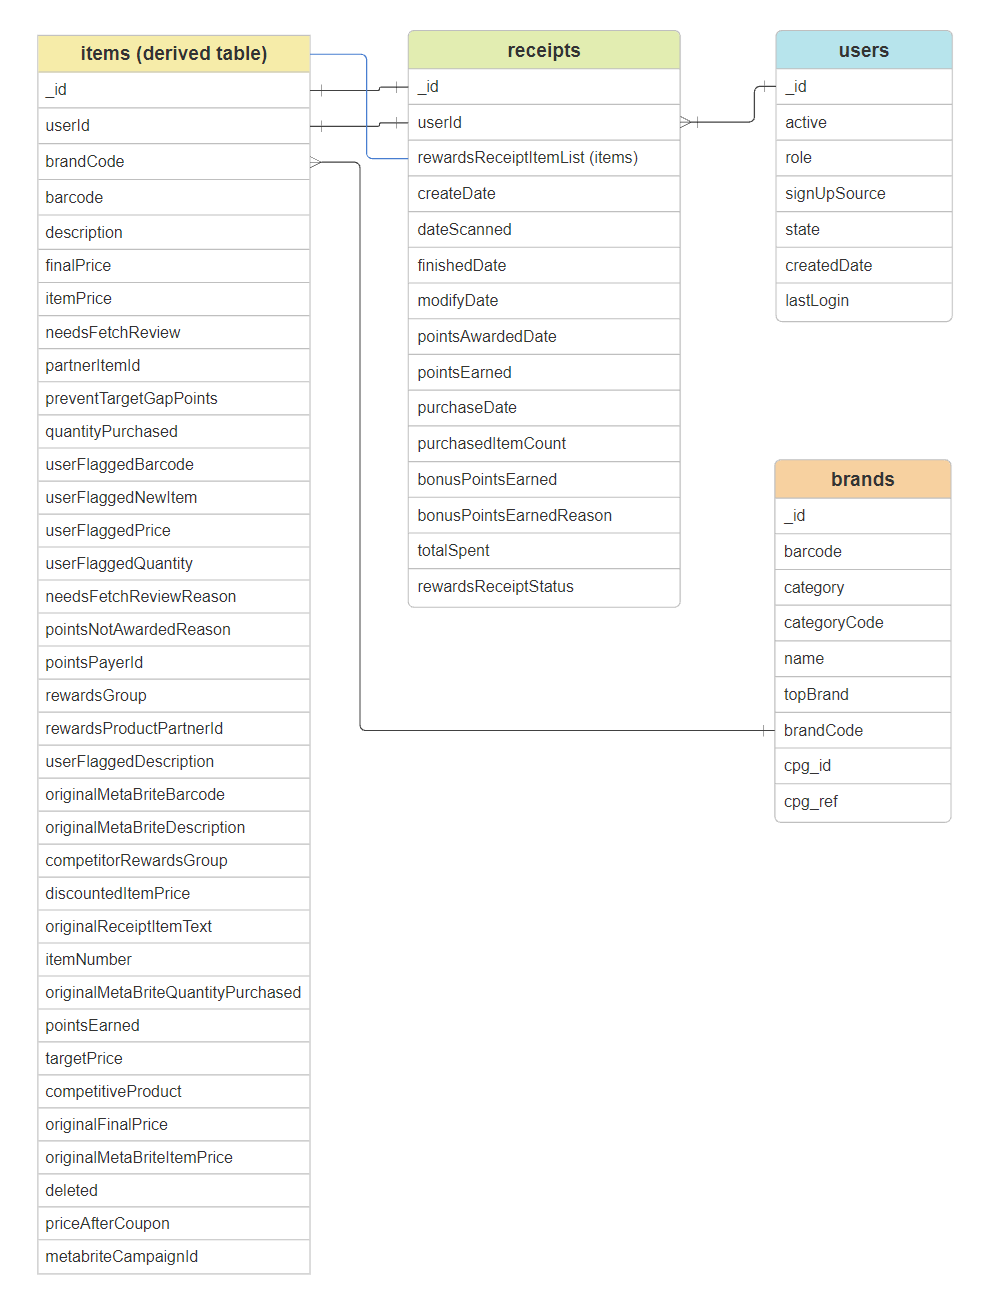 items (derived table)
_id
userId
brandCode
barcode
description
finalPrice
itemPrice
needsFetchReview
partnerItemId
preventTargetGapPoints
quantityPurchased
userFlaggedBarcode
userFlaggedNewItem
userFlaggedPrice
userFlaggedQuantity
needsFetchReviewReason
pointsNotAwardedReason
pointsPayerId
rewardsGroup
rewardsProductPartnerId
userFlaggedDescription
originalMetaBriteBarcode
originalMetaBriteDescription
competitorRewardsGroup
discountedItemPrice
originalReceiptItemText
itemNumber
originalMetaBriteQuantityPurchased
pointsEarned
targetPrice
competitiveProduct
originalFinalPrice
originalMetaBriteItemPrice
deleted
priceAfterCoupon
metabriteCampaignId
receipts
_id
userId
rewardsReceiptItemList (items)
createDate
dateScanned
finishedDate
modifyDate
pointsAwardedDate
pointsEarned
purchaseDate
purchasedItemCount
bonusPointsEarned
bonusPointsEarnedReason
totalSpent
rewardsReceiptStatus
users
_id
active
role
signUpSource
state
createdDate
lastLogin
brands
_id
barcode
category
categoryCode
name
topBrand
brandCode
cpg_id
cpg_ref